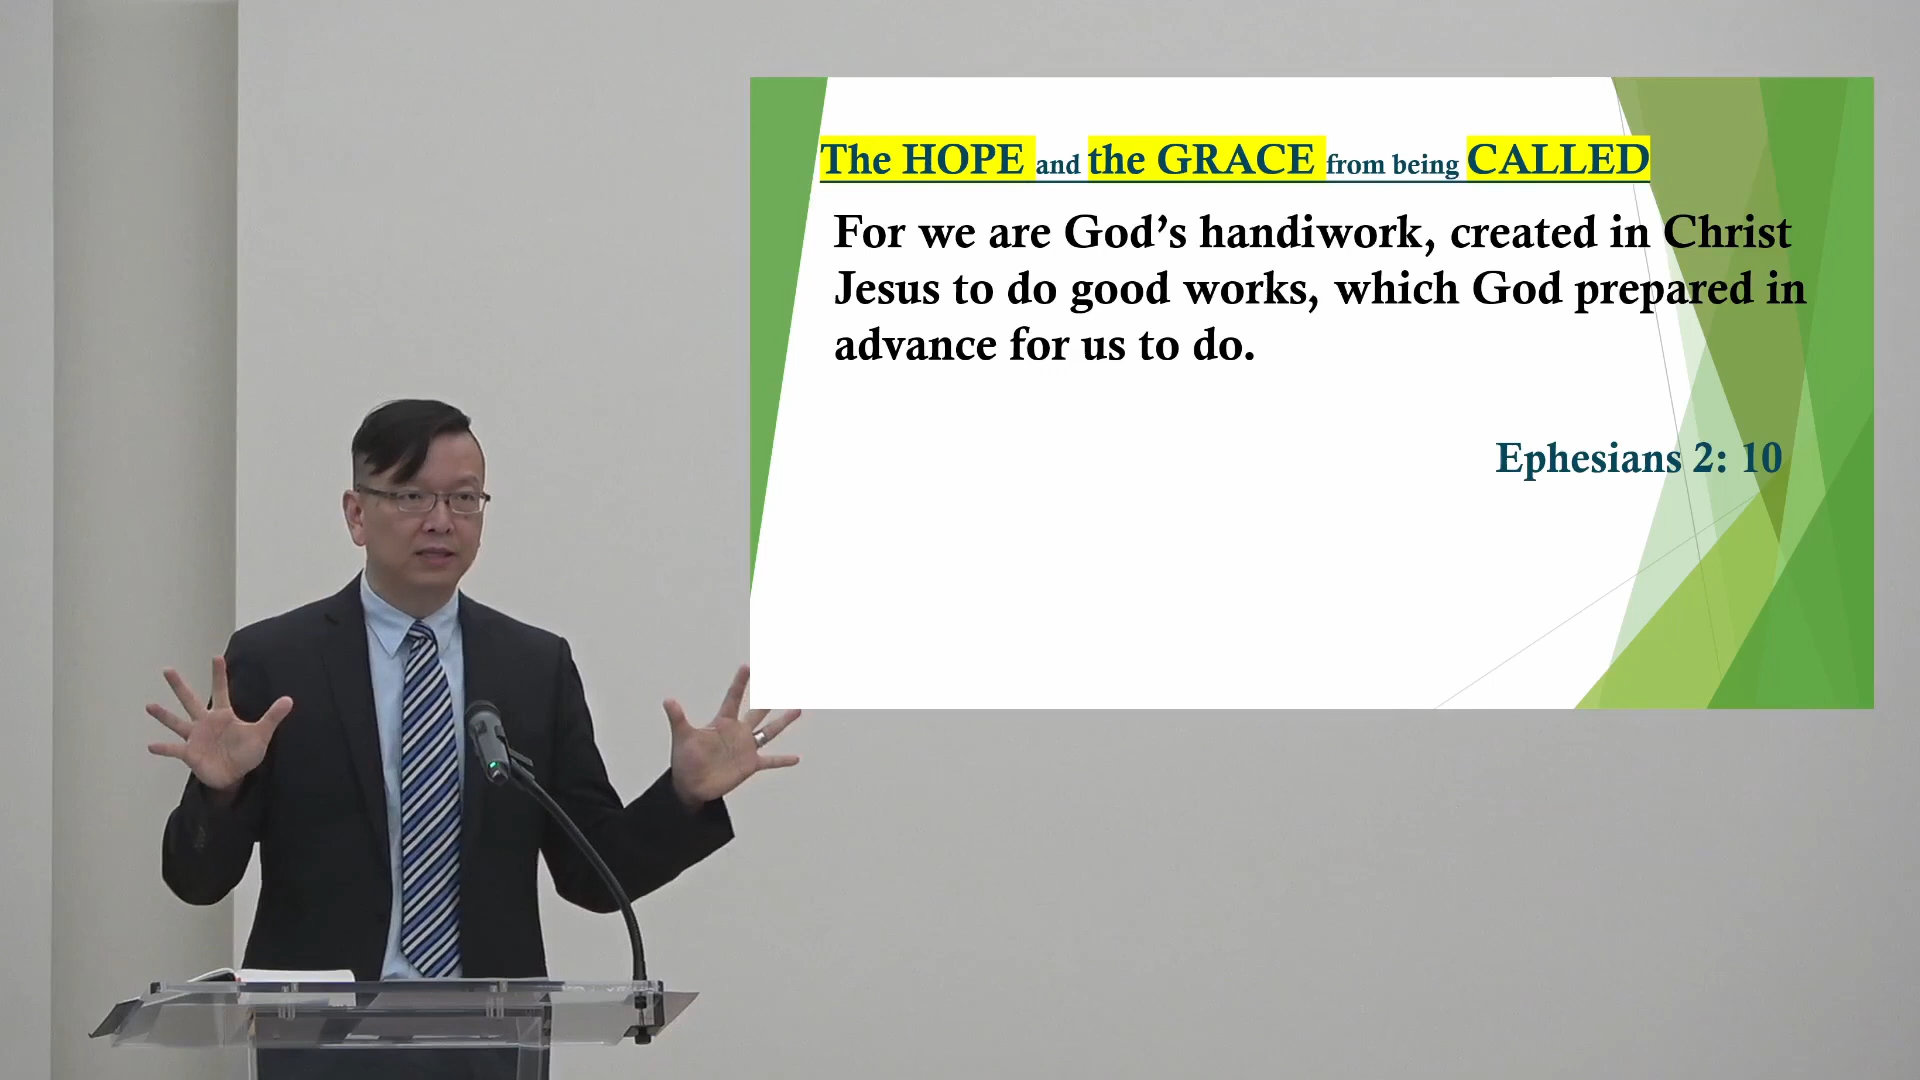 The HOPE and the GRACE from being CALLED
For we are God’s handiwork, created in Christ
Jesus to do good works, which God prepared in
advance for us to do.
Ephesians 2: 10